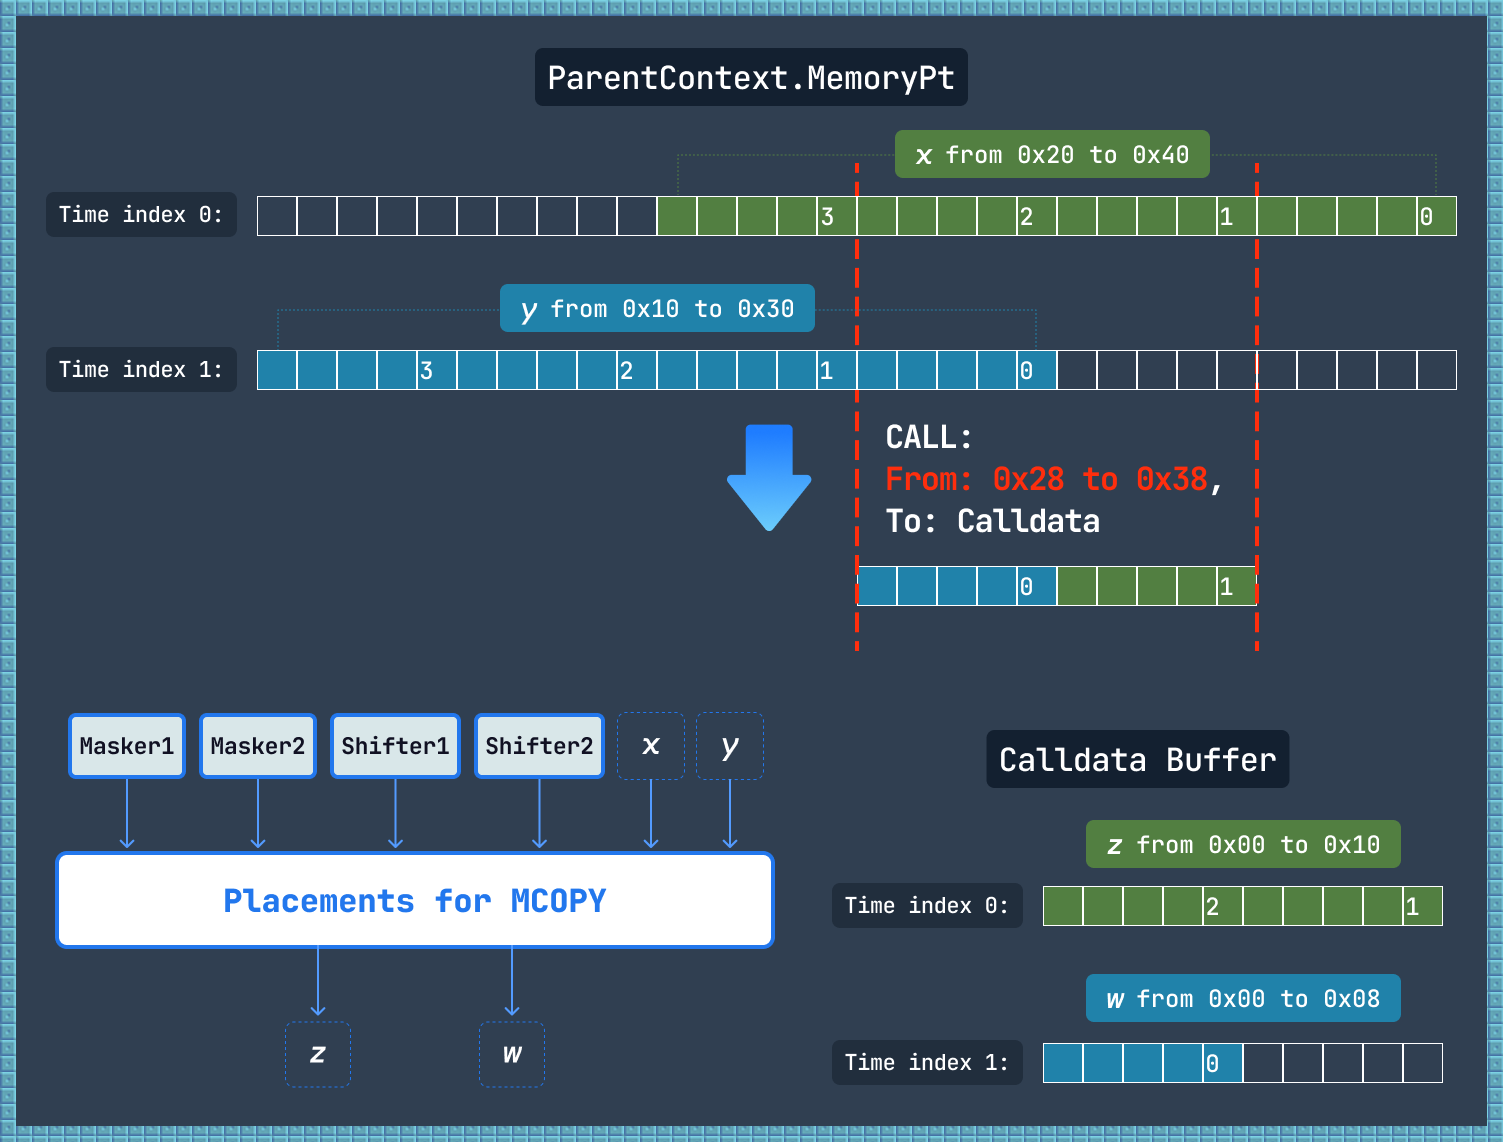 ParentContext.MemoryPt
x from 0x20 to 0x40
Time index 0:
3 2 1 0
y from 0x10 to 0x30
Time index 1:
3 2 1 0
CALL:
From: 0x28 to 0x38,
To: Calldata
0 1
Masker1 Masker2 Shifter1 Shifter2 x y
Placements for MCOPY
z w
Calldata Buffer
z from 0x00 to 0x10
Time index 0:
2 1
w from 0x00 to 0x08
Time index 1:
0